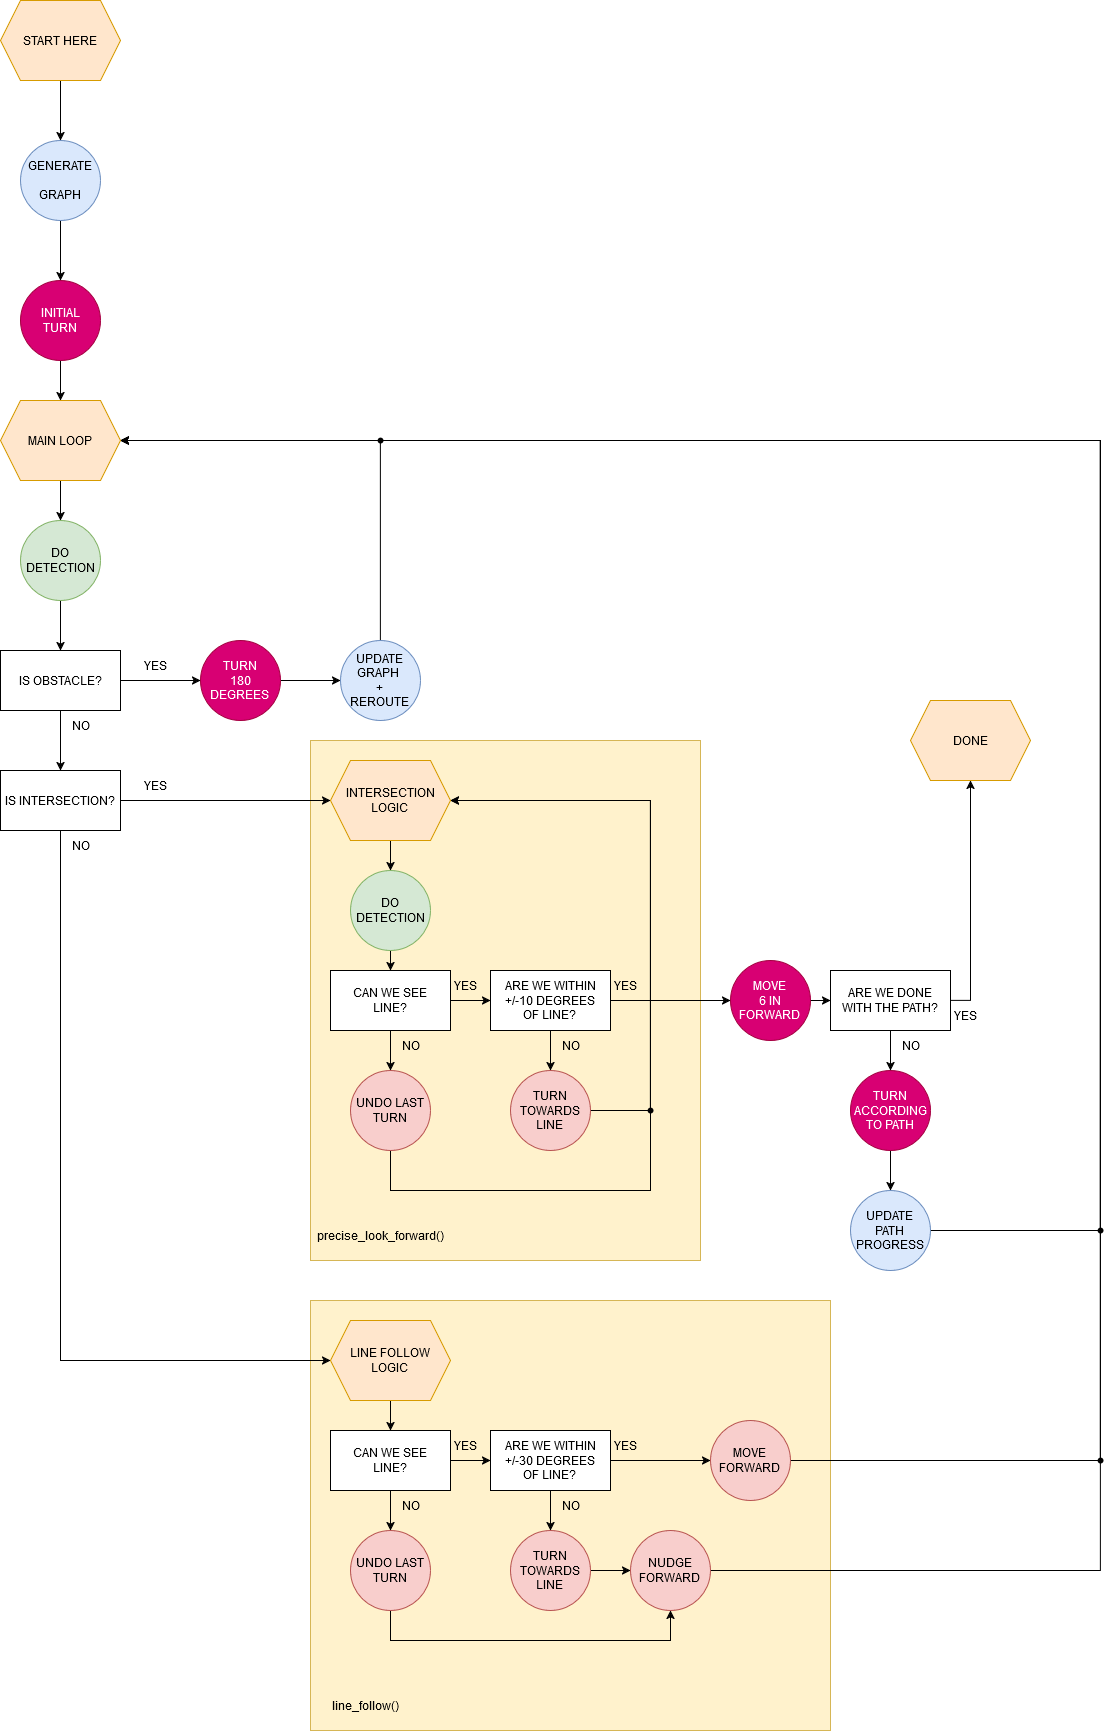 START HERE
GENERATE
GRAPH
INITIAL
TURN
MAIN LOOP
DO
DETECTION
IS OBSTACLE?
YES
TURN
180
DEGREES
UPDATE
GRAPH
+
REROUTE
NO
IS INTERSECTION?
YES
NO
INTERSECTION
LOGIC
DO
DETECTION
CAN WE SEE
LINE?
YES
ARE WE WITHIN
+/-10 DEGREES
OF LINE?
YES
NO
UNDO LAST
TURN
NO
TURN
TOWARDS
LINE
precise_look_forward()
MOVE
6 IN
FORWARD
ARE WE DONE
WITH THE PATH?
YES
DONE
NO
TURN
ACCORDING
TO PATH
UPDATE
PATH
PROGRESS
LINE FOLLOW
LOGIC
CAN WE SEE
LINE?
YES
ARE WE WITHIN
+/-30 DEGREES
OF LINE?
YES
MOVE
FORWARD
NO
UNDO LAST
TURN
NO
TURN
TOWARDS
LINE
NUDGE
FORWARD
line_follow()